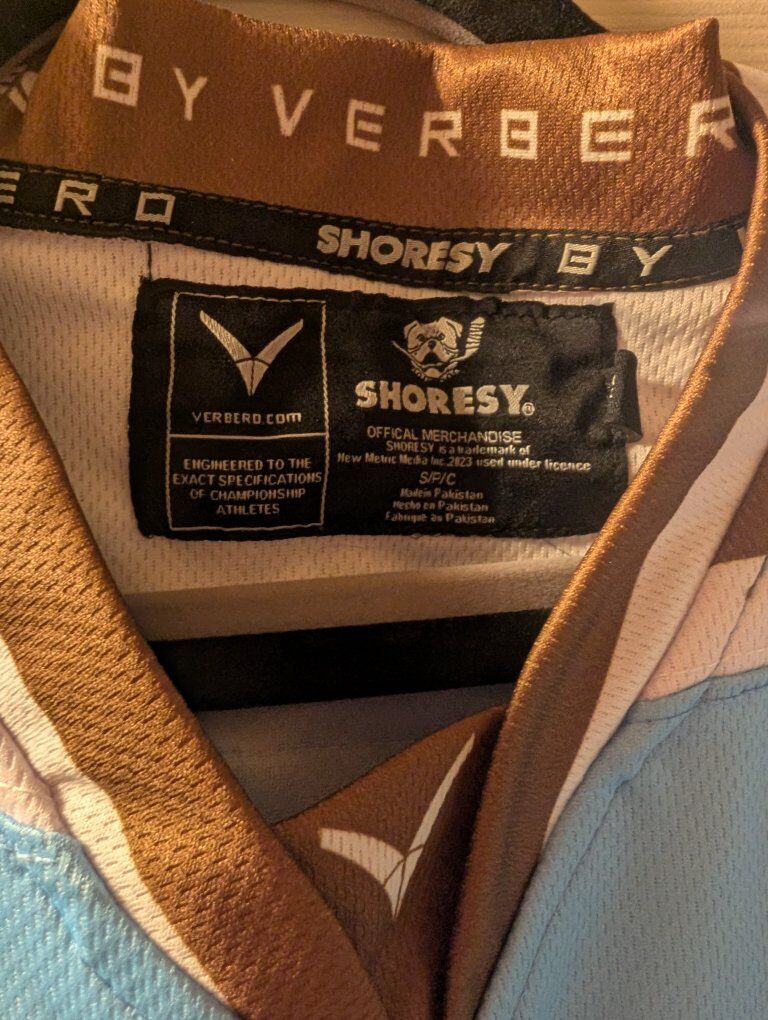 BY VERBER
ERO
SHORESY BY
VERBERO.COM
ENGINEERED TO THE
EXACT SPECIFICATIONS
OF CHAMPIONSHIP
ATHLETES
SHORESY®
OFFICAL MERCHANDISE
SHORESY is a trademark of
New Metric Media Inc.2023 used under licence
S/P/C
Made in Pakistan
Hecho en Pakistan
Fabriqué au Pakistan